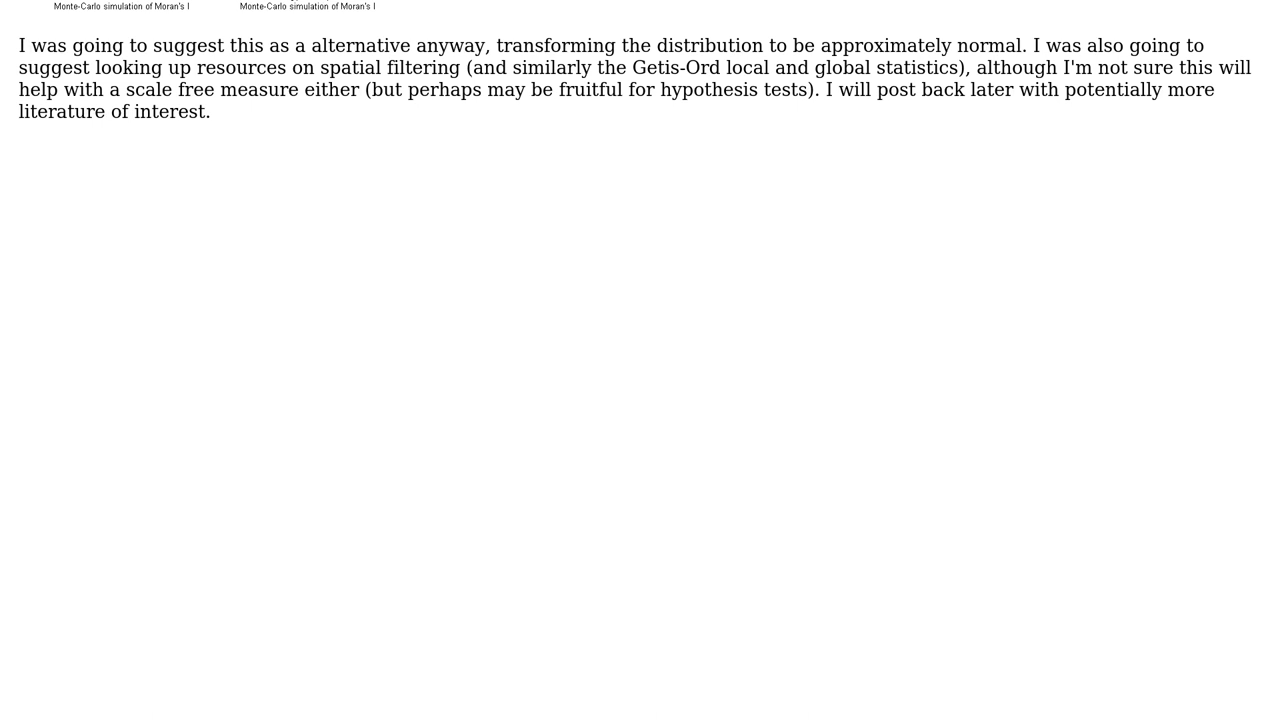 Monte-Carlo simulation of Moran's I Monte-Carlo simulation of Moran's I
I was going to suggest this as a alternative anyway, transforming the distribution to be approximately normal. I was also going to
suggest looking up resources on spatial filtering (and similarly the Getis-Ord local and global statistics), although I'm not sure this will
help with a scale free measure either (but perhaps may be fruitful for hypothesis tests). I will post back later with potentially more
literature of interest.